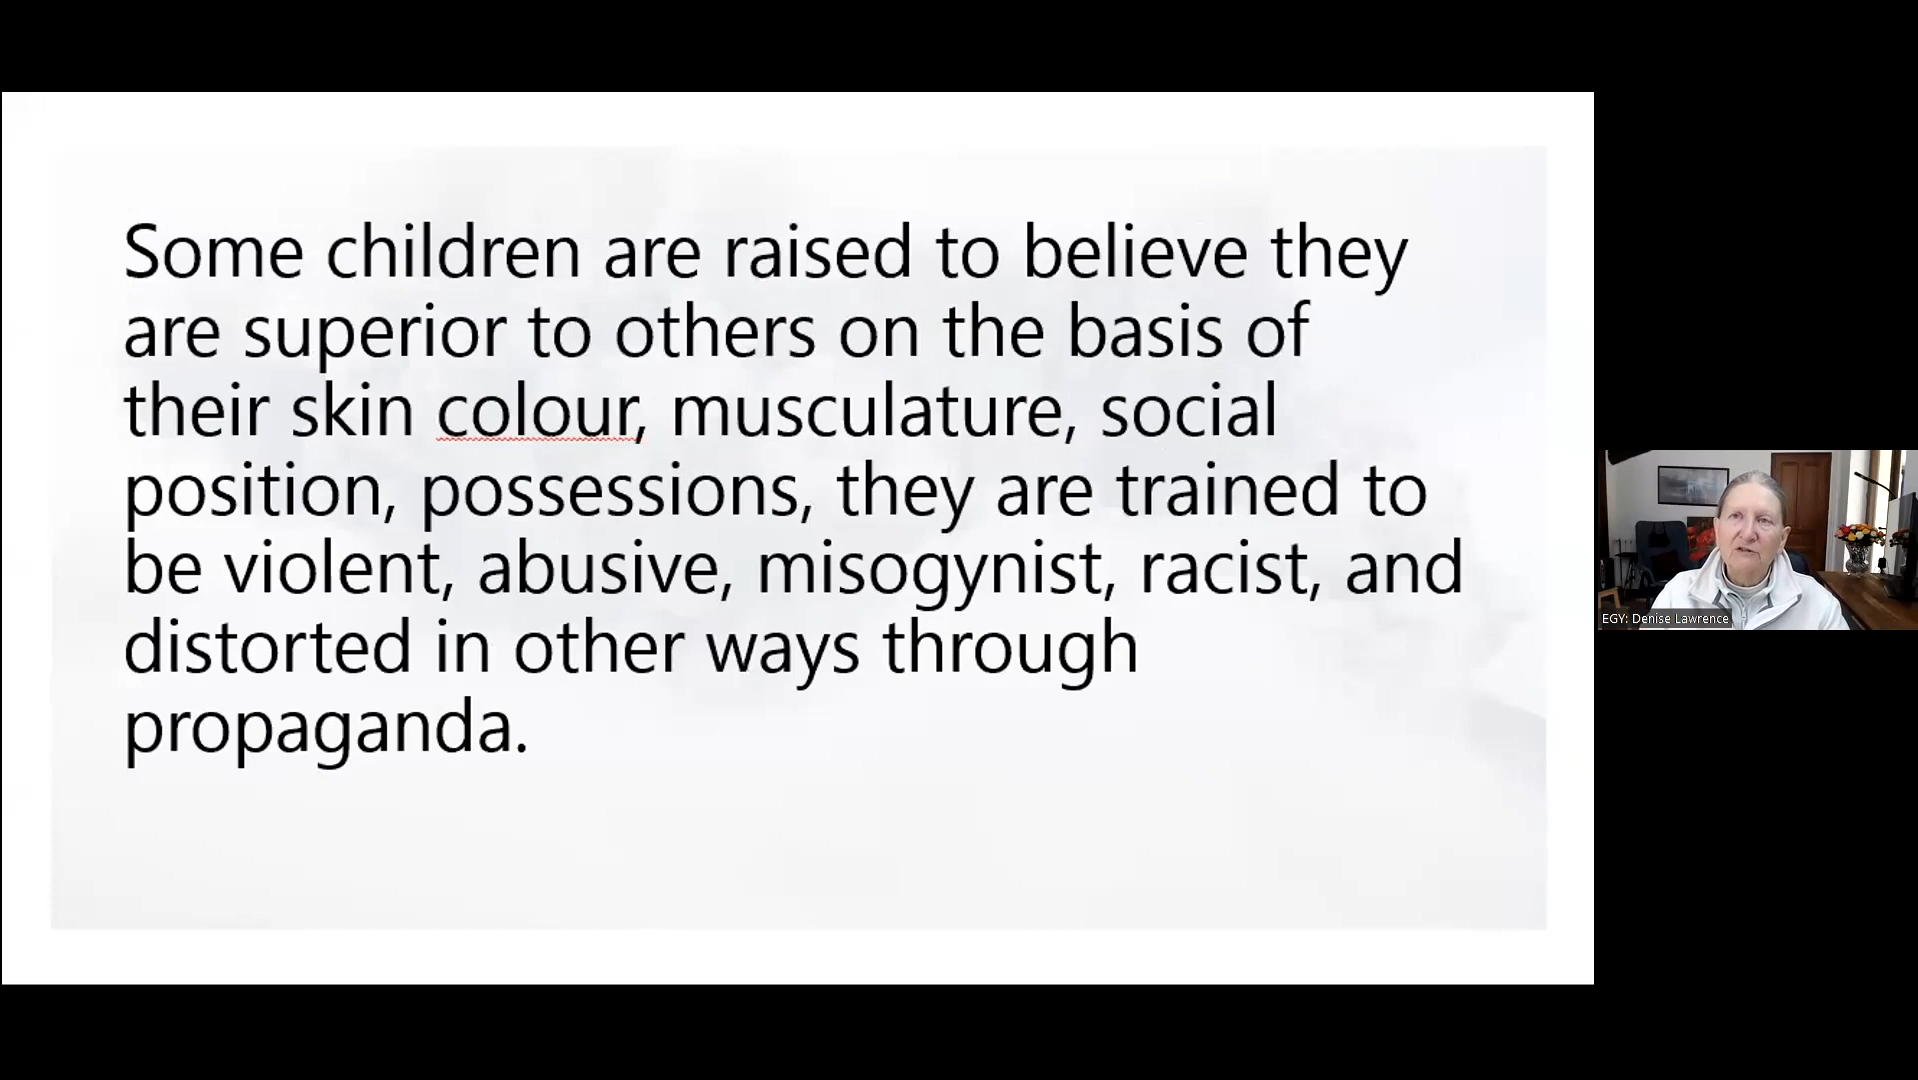 Some children are raised to believe they
are superior to others on the basis of
their skin colour, musculature, social
position, possessions, they are trained to
be violent, abusive, misogynist, racist, and
distorted in other ways through
propaganda.
EGY: Denise Lawrence